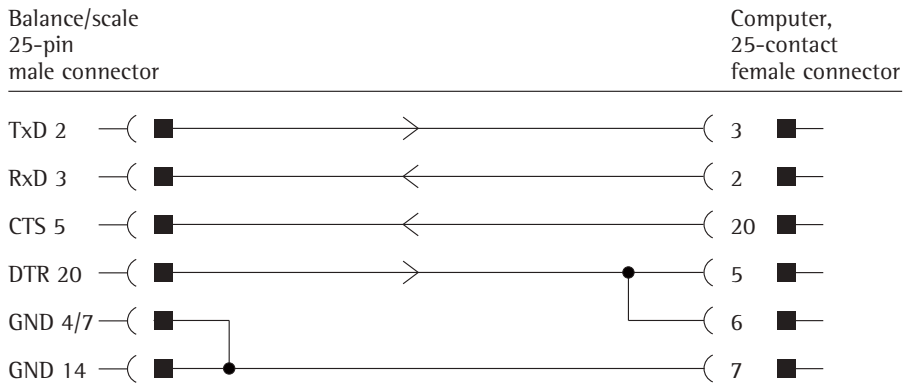 Balance/scale
25-pin
male connector
Computer,
25-contact
female connector
TxD 2 3
RxD 3 2
CTS 5 20
DTR 20 5
GND 4/7 6
GND 14 7